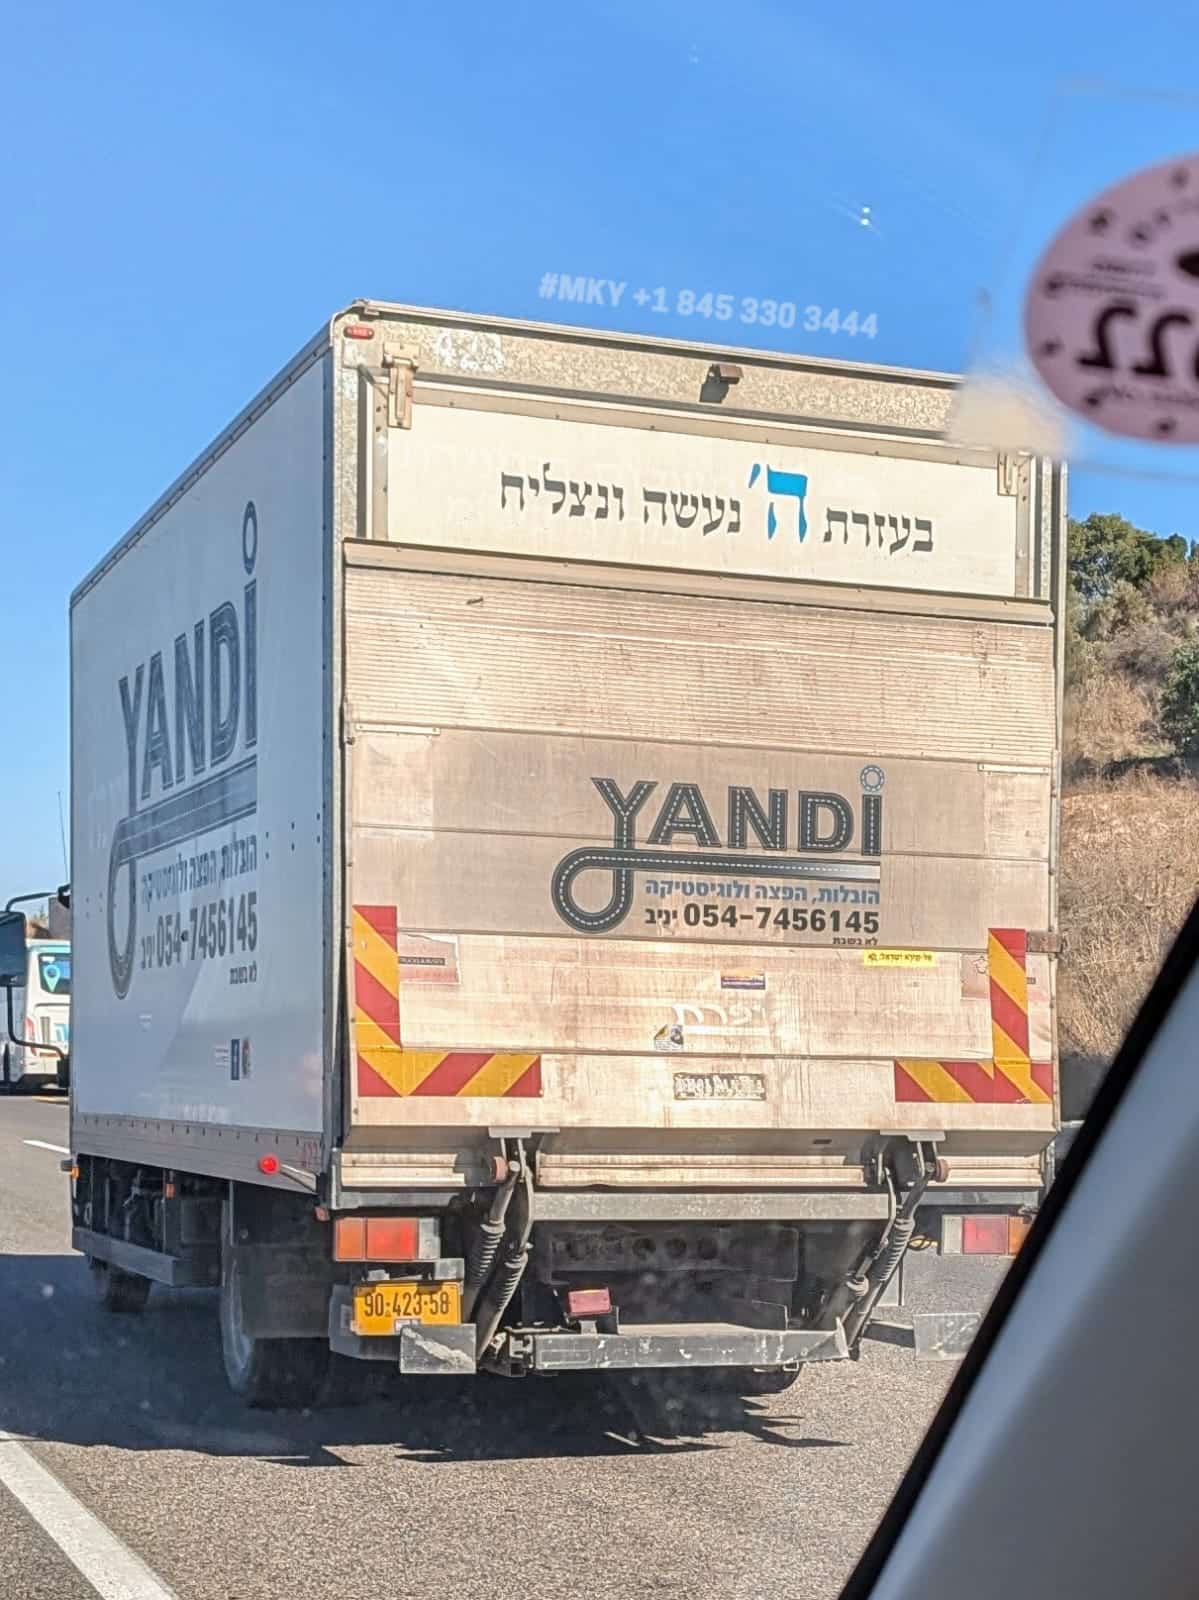 #MKY +1 845 330 3444
בעזרת ה' נעשה ונצליח
YANDI
הובלות, הפצה ולוגיסטיקה
יניב 054-7456145
לא בשבת
YANDI
הובלות, הפצה ולוגיסטיקה
יניב 054-7456145
לא בשבת
90-423-58